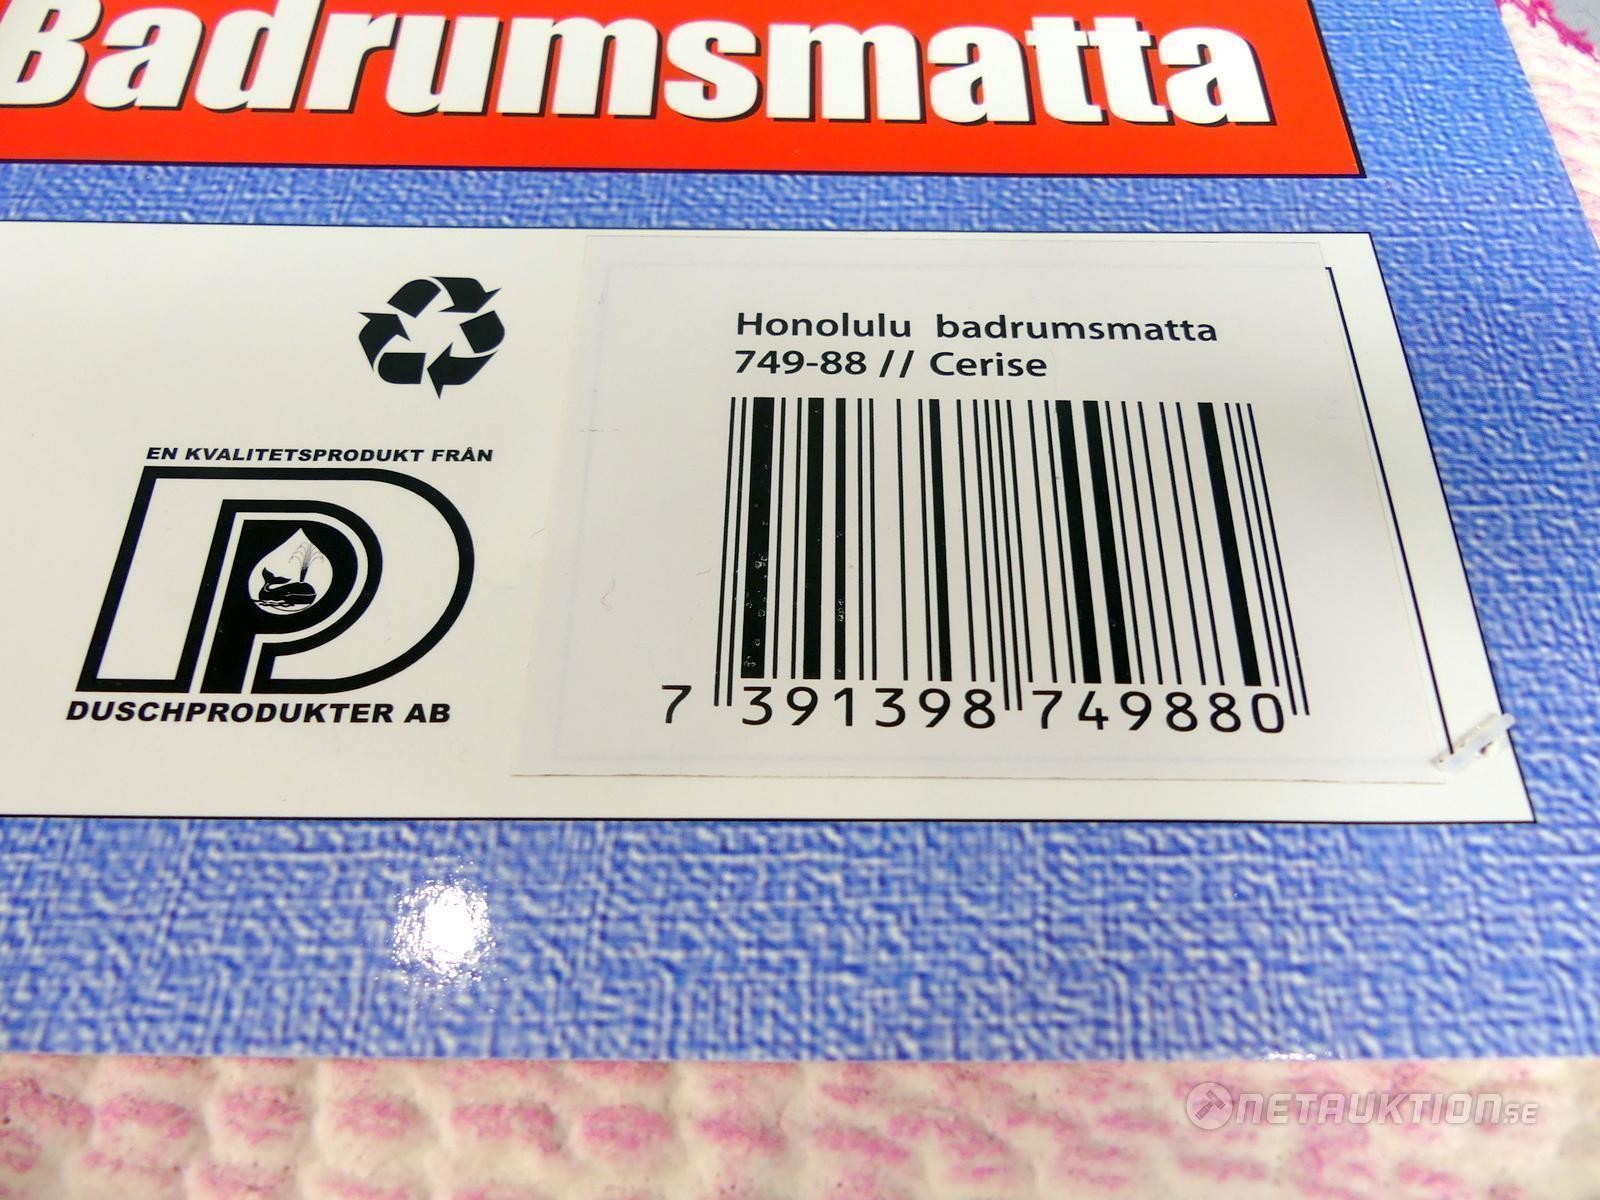 Badrumsmatta
Honolulu badrumsmatta
749-88 // Cerise
EN KVALITETSPRODUKT FRÅN
DUSCHPRODUKTER AB
7 391398 749880
NETAUKTION.SE